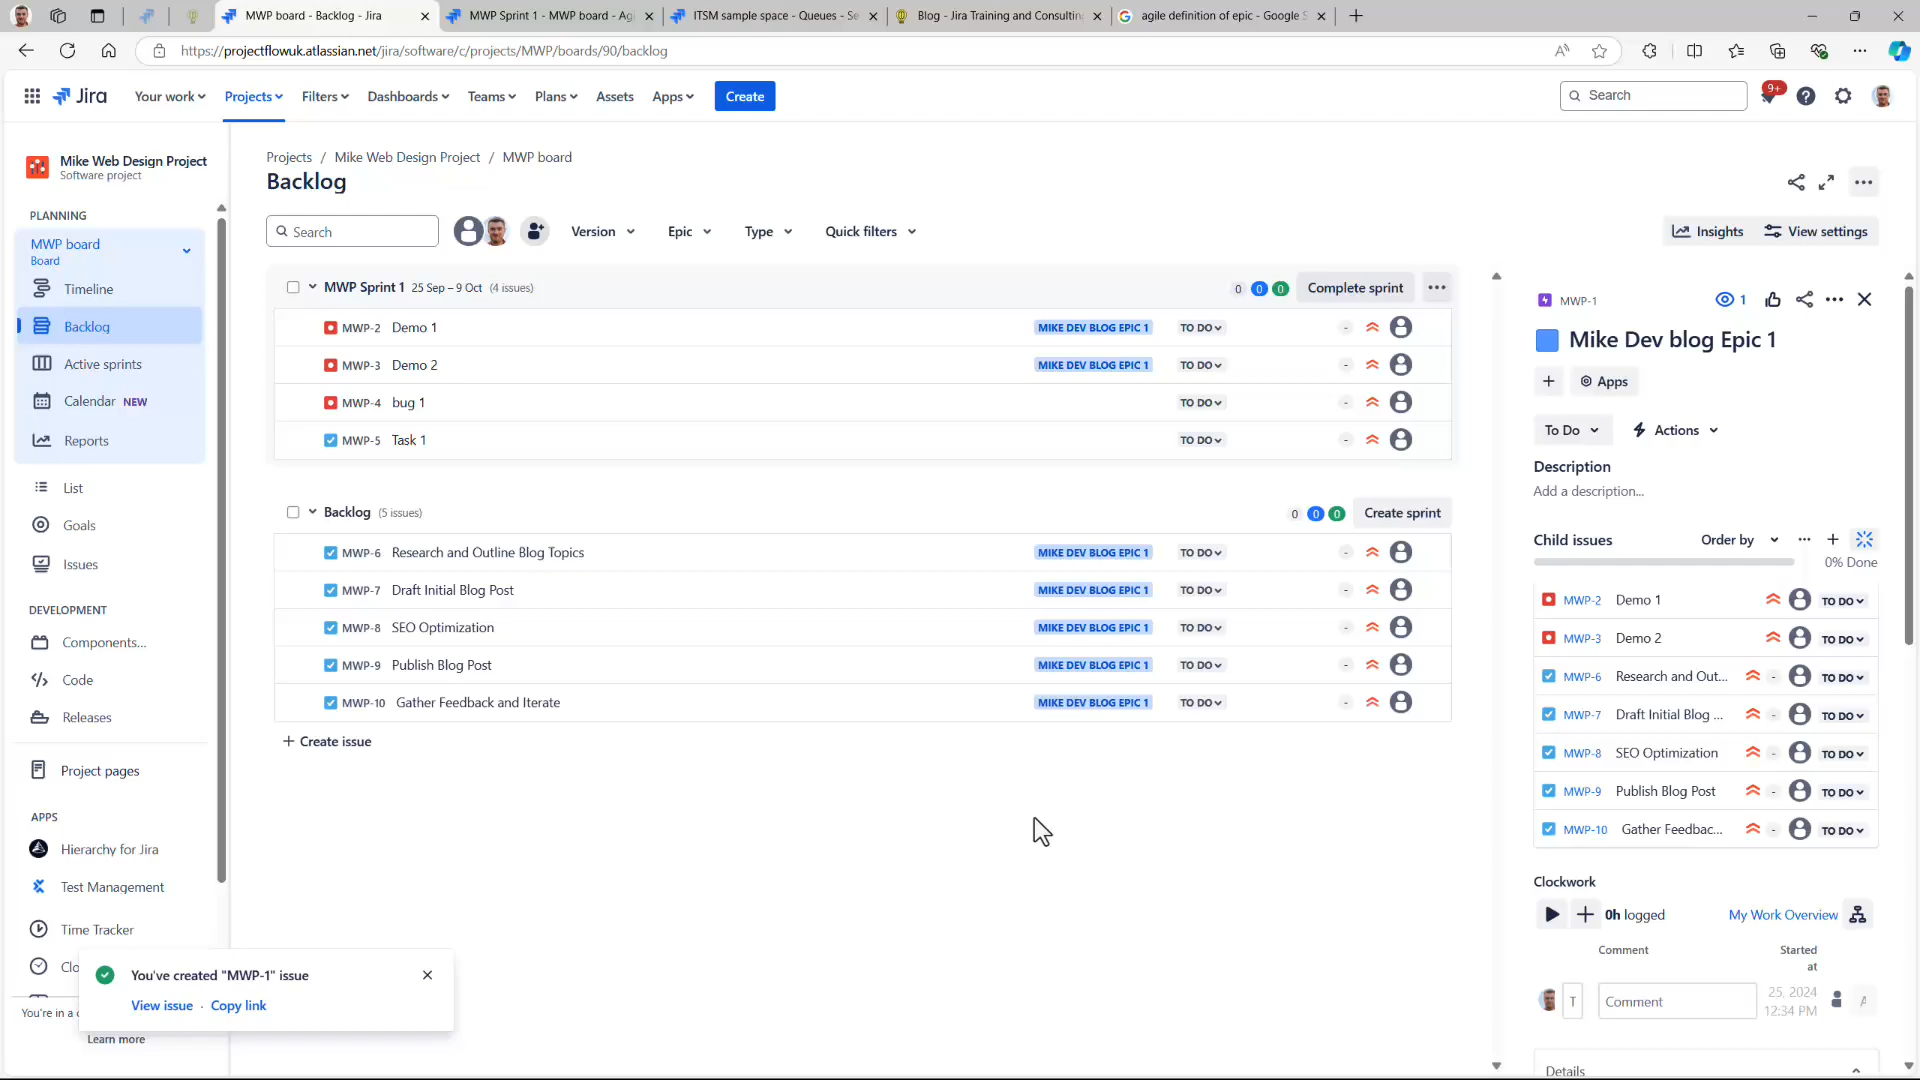 MWP board - Backlog - Jira
MWP Sprint 1 - MWP board - Ag
ITSM sample space - Queues - Se
Blog - Jira Training and Consultin
agile definition of epic - Google S
https://projectflowuk.atlassian.net/jira/software/c/projects/MWP/boards/90/backlog
Jira
Your work
Projects
Filters
Dashboards
Teams
Plans
Assets
Apps
Create
Search
9+
Mike Web Design Project
Software project
PLANNING
MWP board
Board
Timeline
Backlog
Active sprints
Calendar NEW
Reports
List
Goals
Issues
DEVELOPMENT
Components...
Code
Releases
Project pages
APPS
Hierarchy for Jira
Test Management
Time Tracker
Clo
You're in a
Learn more
You've created "MWP-1" issue
View issue · Copy link
Projects / Mike Web Design Project / MWP board
Backlog
Search
Version
Epic
Type
Quick filters
Insights
View settings
MWP Sprint 1 25 Sep – 9 Oct (4 issues) 0 0 0 Complete sprint
MWP-2 Demo 1 MIKE DEV BLOG EPIC 1 TO DO -
MWP-3 Demo 2 MIKE DEV BLOG EPIC 1 TO DO -
MWP-4 bug 1 TO DO -
MWP-5 Task 1 TO DO -
Backlog (5 issues) 0 0 0 Create sprint
MWP-6 Research and Outline Blog Topics MIKE DEV BLOG EPIC 1 TO DO -
MWP-7 Draft Initial Blog Post MIKE DEV BLOG EPIC 1 TO DO -
MWP-8 SEO Optimization MIKE DEV BLOG EPIC 1 TO DO -
MWP-9 Publish Blog Post MIKE DEV BLOG EPIC 1 TO DO -
MWP-10 Gather Feedback and Iterate MIKE DEV BLOG EPIC 1 TO DO -
+ Create issue
MWP-1
1
Mike Dev blog Epic 1
Apps
To Do
Actions
Description
Add a description...
Child issues Order by
0% Done
MWP-2 Demo 1 TO DO
MWP-3 Demo 2 TO DO
MWP-6 Research and Out... - TO DO
MWP-7 Draft Initial Blog ... - TO DO
MWP-8 SEO Optimization - TO DO
MWP-9 Publish Blog Post - TO DO
MWP-10 Gather Feedbac... - TO DO
Clockwork
0h logged
My Work Overview
Comment Started
at
T Comment 25, 2024
12:34 PM
Details